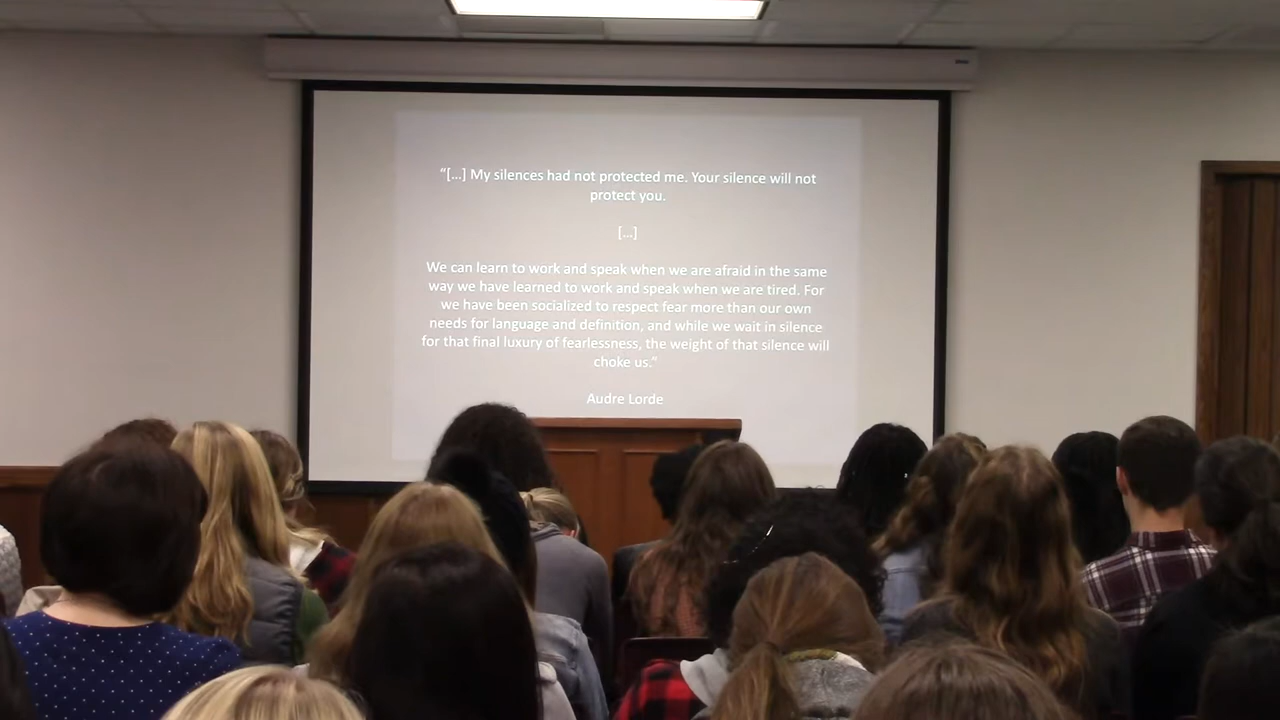 “[...] My silences had not protected me. Your silence will not
protect you.
[...]
We can learn to work and speak when we are afraid in the same
way we have learned to work and speak when we are tired. For
we have been socialized to respect fear more than our own
needs for language and definition, and while we wait in silence
for that final luxury of fearlessness, the weight of that silence will
choke us.”
Audre Lorde